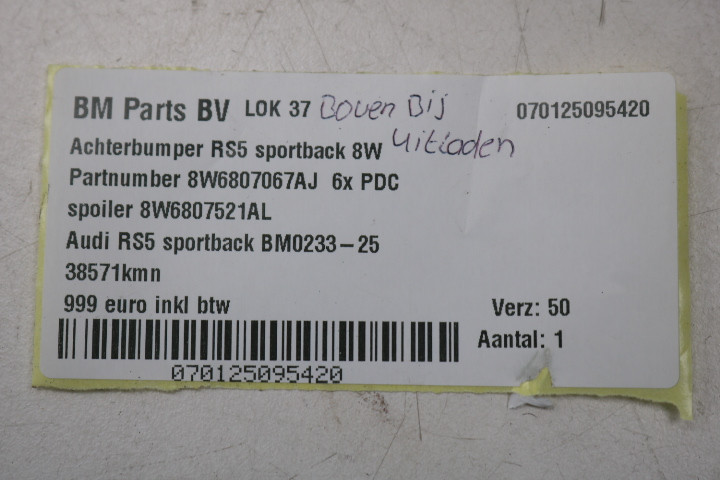 BM Parts BV LOK 37 Boven Bij 070125095420
Uitladen
Achterbumper RS5 sportback 8W
Partnumber 8W6807067AJ 6x PDC
spoiler 8W6807521AL
Audi RS5 sportback BM0233-25
38571kmn
999 euro inkl btw
Verz: 50
Aantal: 1
070125095420